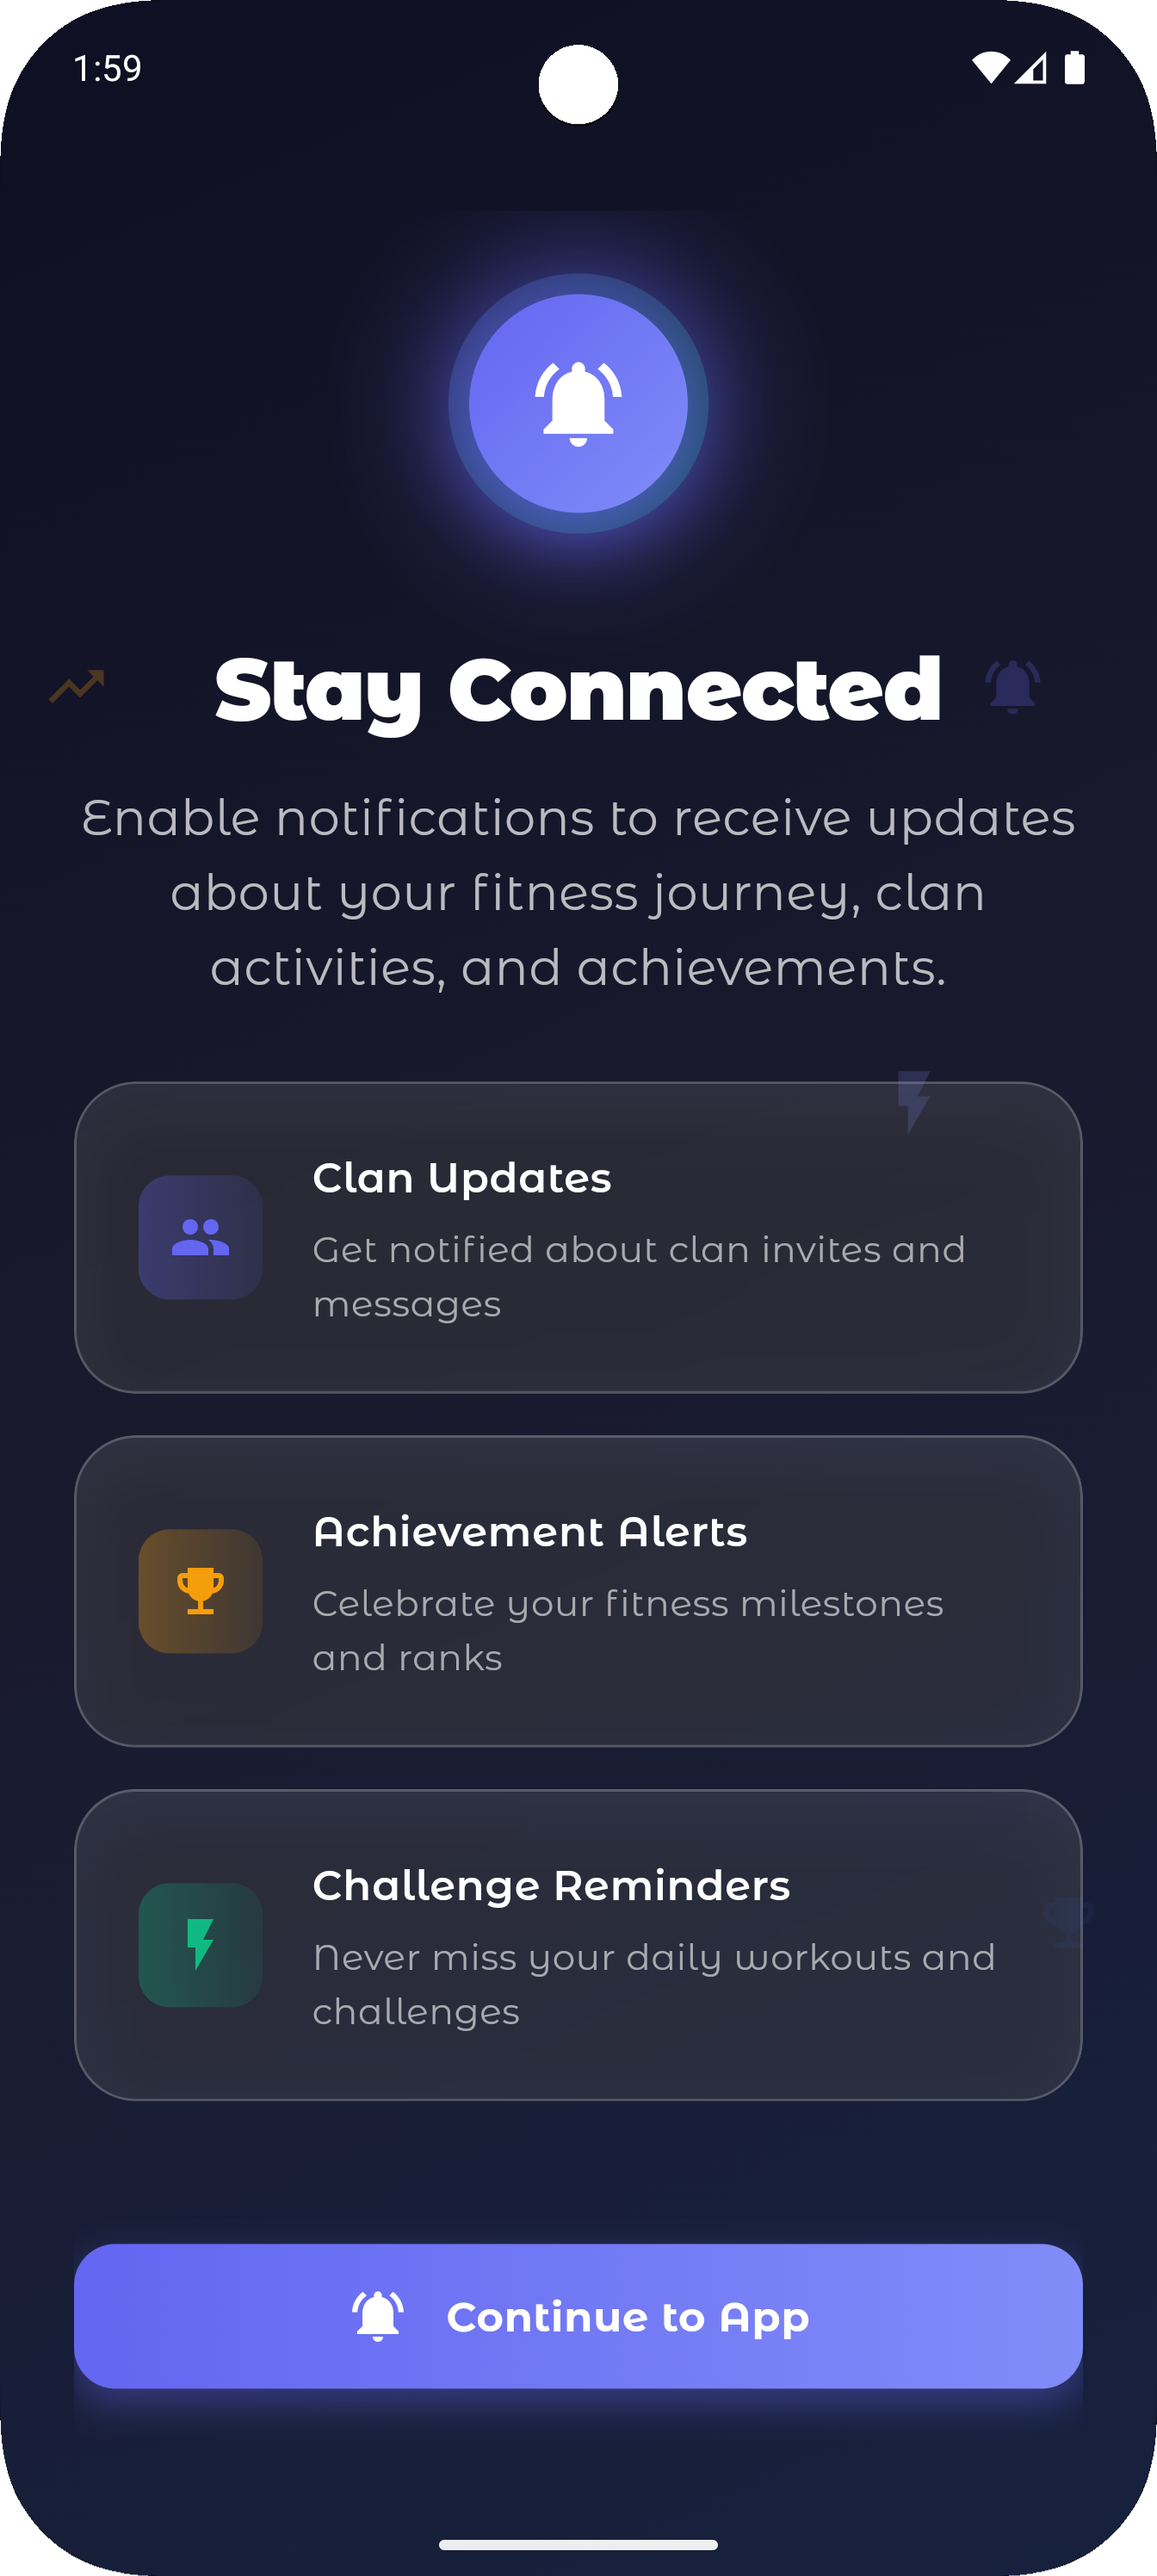 1:59
Stay Connected
Enable notifications to receive updates
about your fitness journey, clan
activities, and achievements.
Clan Updates
Get notified about clan invites and
messages
Achievement Alerts
Celebrate your fitness milestones
and ranks
Challenge Reminders
Never miss your daily workouts and
challenges
Continue to App